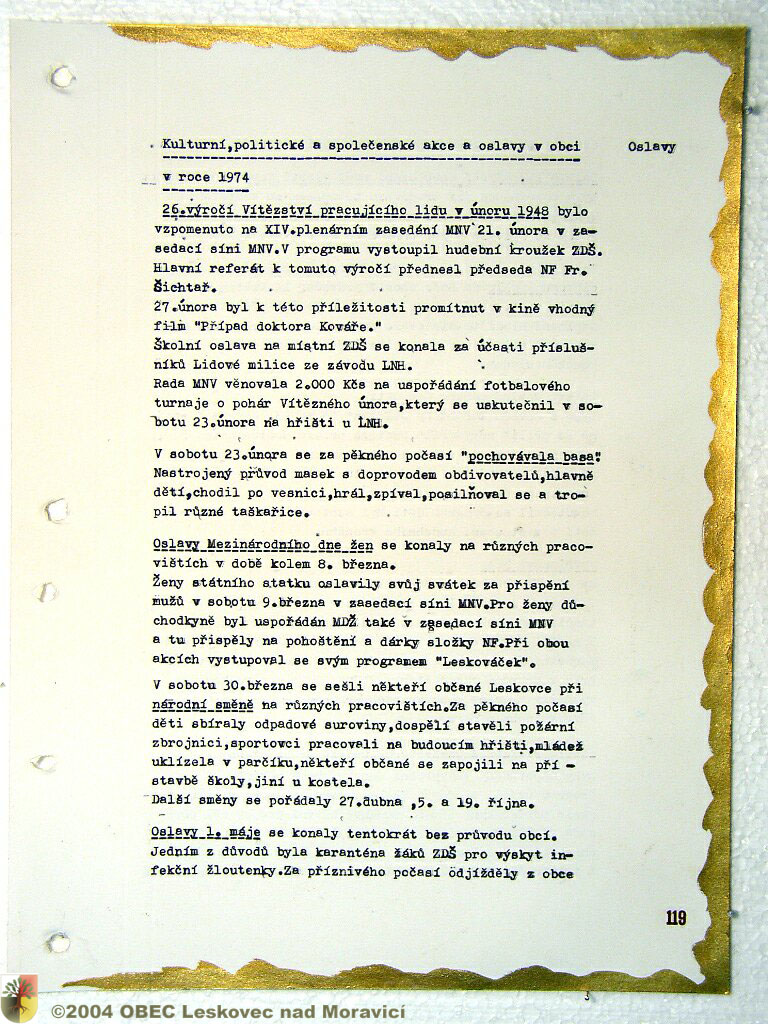 Kulturní,politické a společenské akce a oslavy v obci Oslavy
v roce 1974
26.výročí Vítězství pracujícího lidu v únoru 1948 bylo
vzpomenuto na XIV.plenárním zasedání MNV 21. února v za-
sedací síni MNV.V programu vystoupil hudební kroužek ZDŠ.
Hlavní referát k tomuto výročí přednesl předseda NF Fr.
Šichtař.
27.února byl k této příležitosti promítnut v kině vhodný
film "Případ doktora Kováře."
Školní oslava na místní ZDŠ se konala za účasti přísluš-
níků Lidové milice ze závodu LNH.
Rada MNV věnovala 2.000 Kčs na uspořádání fotbalového
turnaje o pohár Vítězného února,který se uskutečnil v so-
botu 23.února na hřišti u LNH.
V sobotu 23.února se za pěkného počasí "pochovávala basa".
Nastrojený průvod masek s doprovodem obdivovatelů,hlavně
dětí,chodil po vesnici,hrál,zpíval,posilňoval se a tro-
pil různé taškařice.
Oslavy Mezinárodního dne žen se konaly na různých praco-
vištích v době kolem 8. března.
Ženy státního statku oslavily svůj svátek za přispění
mužů v sobotu 9.března v zasedací síni MNV.Pro ženy dů-
chodkyně byl uspořádán MDŽ také v zasedací síni MNV
a tu přispěly na pohoštění a dárky složky NF.Při obou
akcích vystupoval se svým programem "Leskováček".
V sobotu 30.března se sešli někteří občané Leskovce při
národní směně na různých pracovištích.Za pěkného počasí
děti sbíraly odpadové suroviny,dospělí stavěli požární
zbrojnici,sportovci pracovali na budoucím hřišti,mládež
uklízela v parčíku,někteří občané se zapojili na pří -
stavbě školy,jiní u kostela.
Další směny se pořádaly 27.dubna ,5. a 19. října.
Oslavy 1. máje se konaly tentokrát bez průvodu obcí.
Jedním z důvodů byla karanténa žáků ZDŠ pro výskyt in-
fekční žloutenky.Za příznivého počasí odjížděly z obce
119
©2004 OBEC Leskovec nad Moravicí